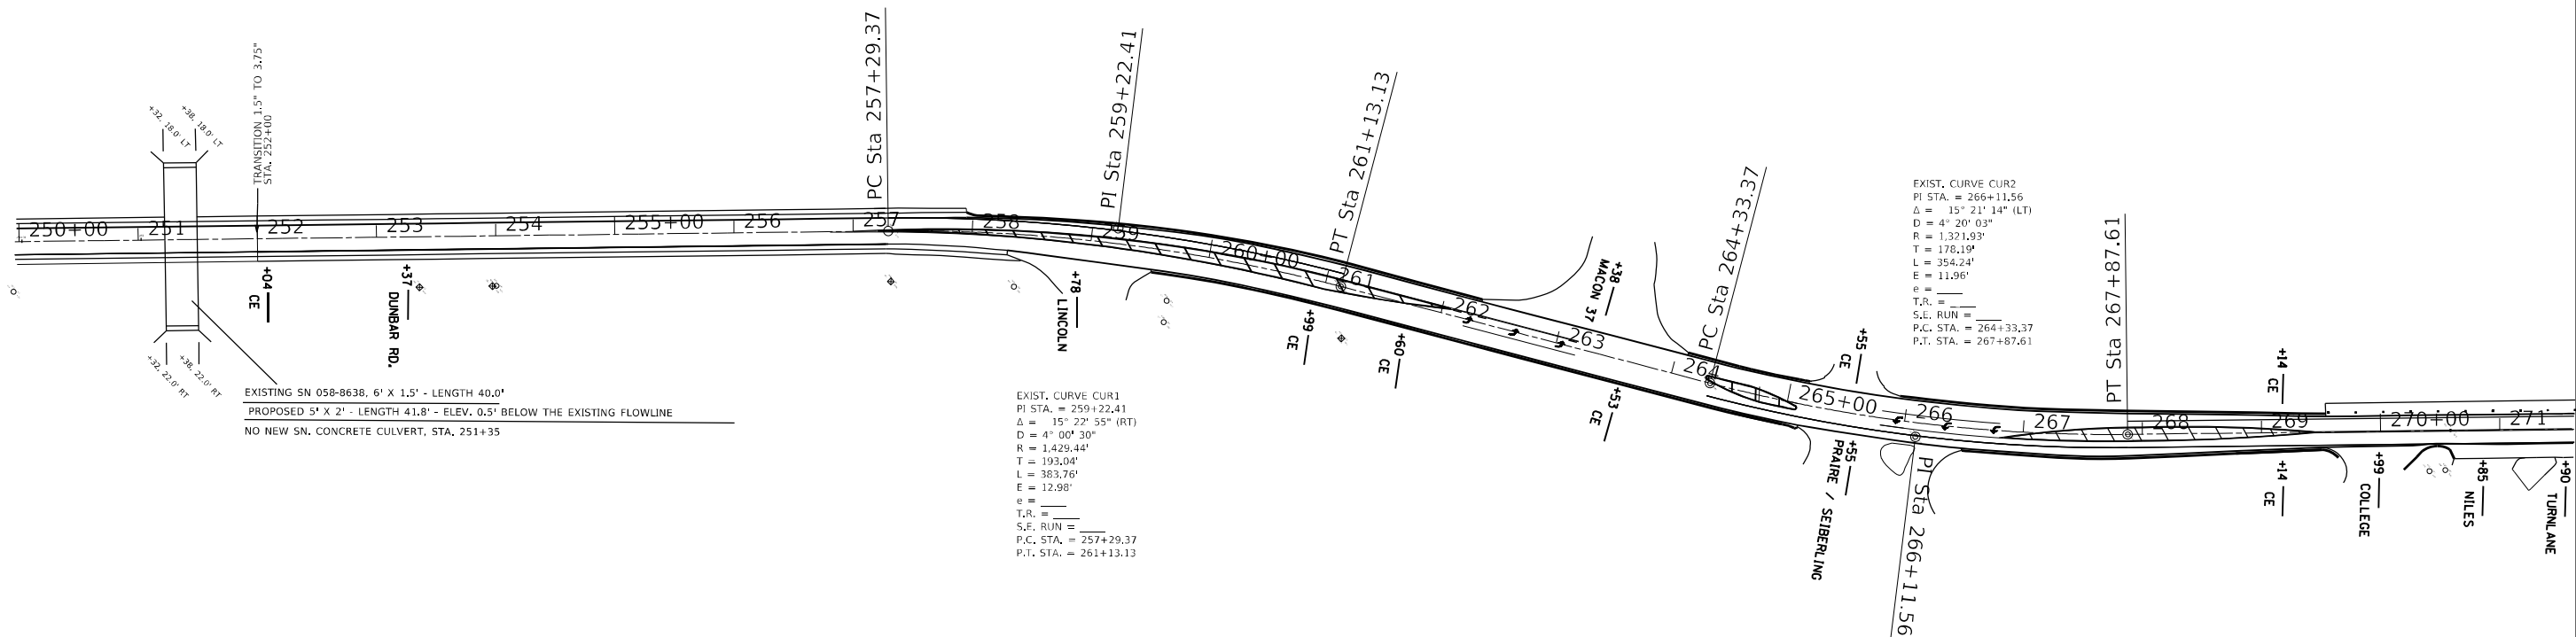 +32, 18.0' LT
+38, 18.0' LT
TRANSITION 1.5" TO 3.75"
STA. 252+00
PC Sta 257+29.37
PI Sta 259+22.41
PT Sta 261+13.13
PC Sta 264+33.37
PT Sta 267+87.61
PI Sta 266+11.56
250+00
251
252
253
254
255+00
256
257
258
259
260+00
261
262
263
264
265+00
266
267
268
269
270+00
271
+04
CE
+37
DUNBAR RD.
+78
LINCOLN
+99
CE
+60
CE
+38
MACON 37
+53
CE
+55
CE
+55
PRAIRE / SEIBERLING
+14
CE
+14
CE
+99
COLLEGE
+85
NILES
+90
TURNLANE
+32, 22.0' RT
+38, 22.0' RT
EXISTING SN 058-8638, 6' X 1.5' - LENGTH 40.0'
PROPOSED 5' X 2' - LENGTH 41.8' - ELEV. 0.5' BELOW THE EXISTING FLOWLINE
NO NEW SN. CONCRETE CULVERT, STA. 251+35
EXIST. CURVE CUR1
PI STA. = 259+22.41
Δ = 15° 22' 55" (RT)
D = 4° 00' 30"
R = 1,429.44'
T = 193.04'
L = 383.76'
E = 12.98'
e = ____
T.R. = ____
S.E. RUN = ____
P.C. STA. = 257+29.37
P.T. STA. = 261+13.13
EXIST. CURVE CUR2
PI STA. = 266+11.56
Δ = 15° 21' 14" (LT)
D = 4° 20' 03"
R = 1,321.93'
T = 178.19'
L = 354.24'
E = 11.96'
e = ____
T.R. = ____
S.E. RUN = ____
P.C. STA. = 264+33.37
P.T. STA. = 267+87.61